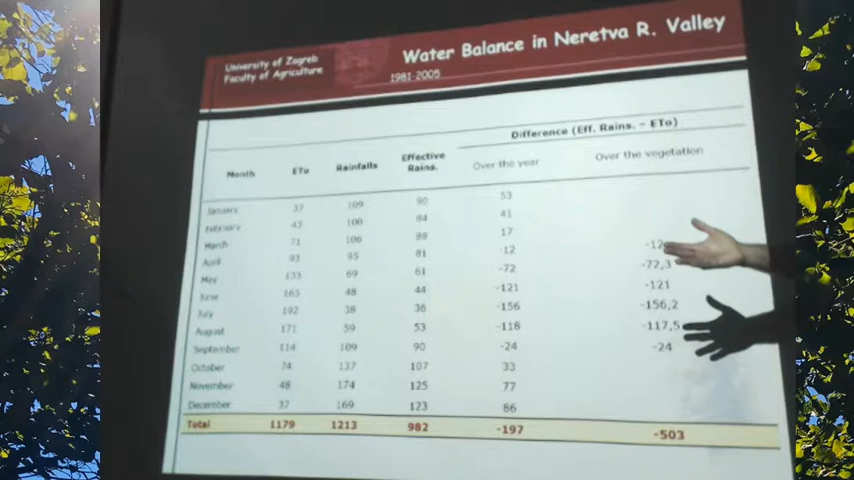 University of Zagreb
Faculty of Agriculture
Water Balance in Neretva R. Valley
1981-2005
Difference (Eff. Rains. – ETo)
Month ETo Rainfalls Effective Rains. Over the year Over the vegetation
January 37 109 90 53
February 43 100 84 41
March 71 106 88 17
April 93 95 81 -12 -12
May 133 69 61 -72 -72,3
June 165 48 44 -121 -121
July 192 38 36 -156 -156,2
August 171 59 53 -118 -117,5
September 114 109 90 -24 -24
October 74 137 107 33
November 48 174 125 77
December 37 169 123 86
Total 1179 1213 982 -197 -503